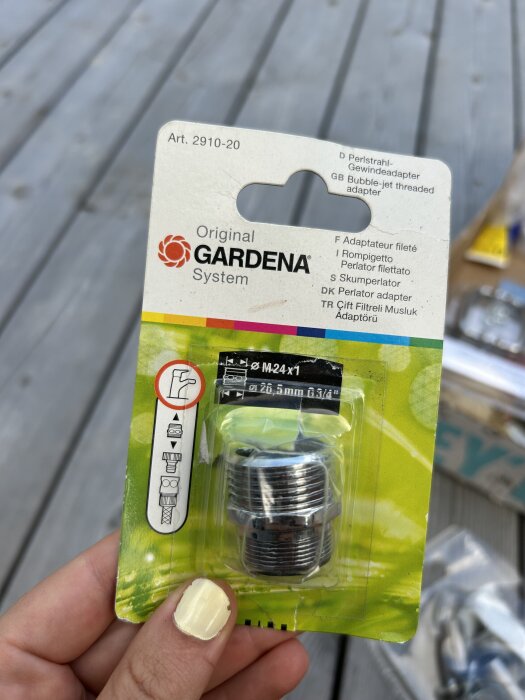 Art. 2910-20
D Perlstrahl-
Gewindeadapter
GB Bubble-jet threaded
adapter
Original
GARDENA®
System
F Adaptateur fileté
I Rompigetto
Perlator filettato
S Skumperlator
DK Perlator adapter
TR Çift Filtreli Musluk
Adaptörü
ø M 24 x 1
ø 26,5 mm G 3/4"